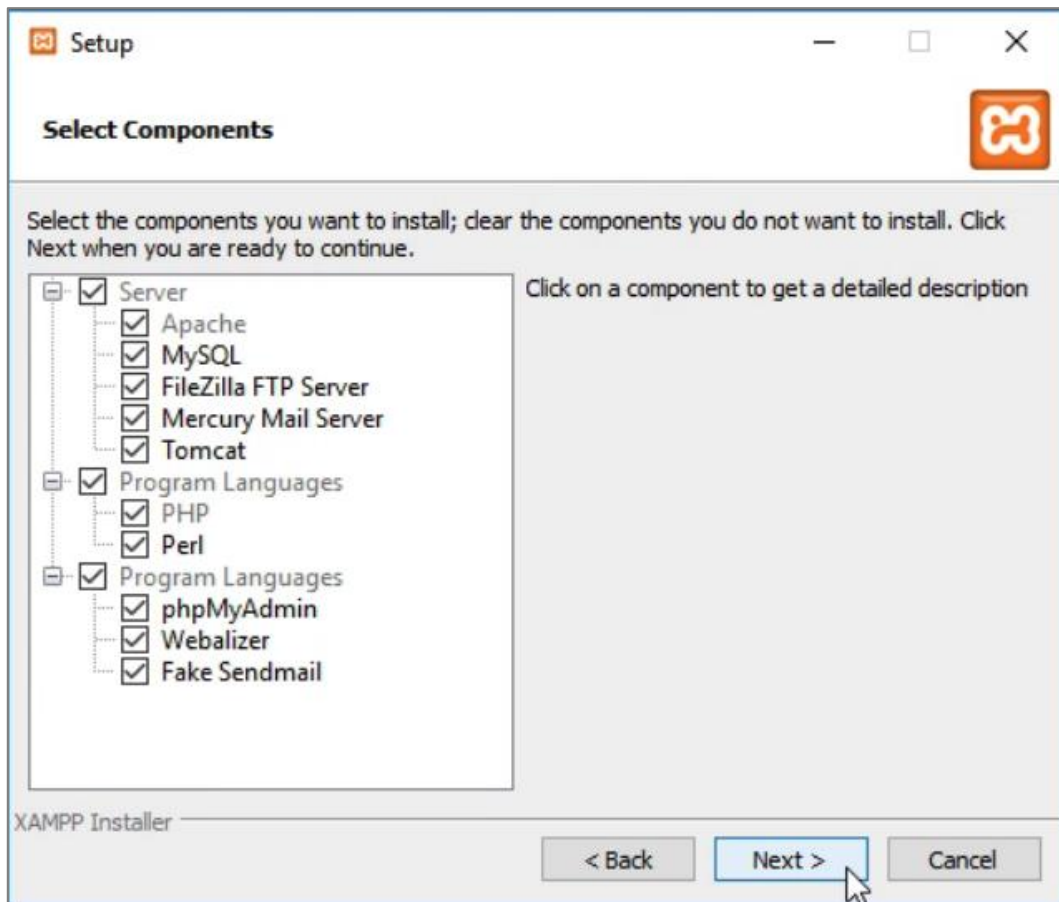 Setup
Select Components
Select the components you want to install; clear the components you do not want to install. Click
Next when you are ready to continue.
Server
Apache
MySQL
FileZilla FTP Server
Mercury Mail Server
Tomcat
Program Languages
PHP
Perl
Program Languages
phpMyAdmin
Webalizer
Fake Sendmail
Click on a component to get a detailed description
XAMPP Installer
< Back
Next >
Cancel